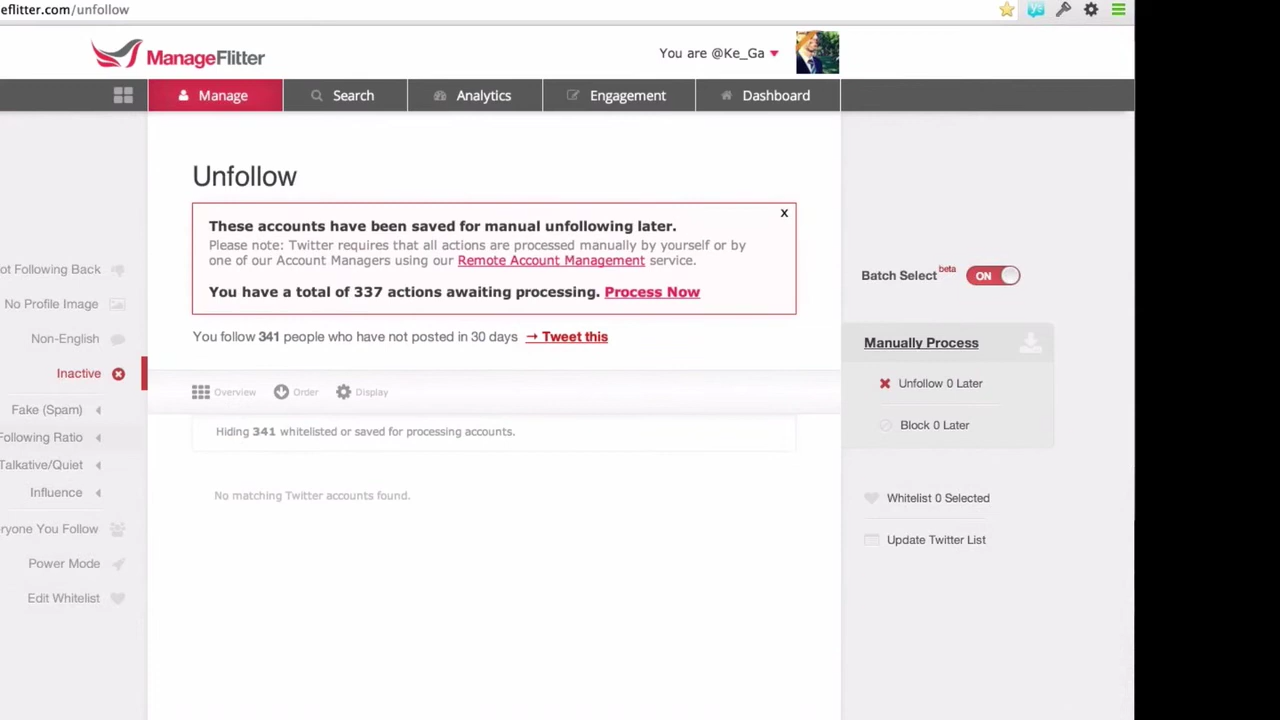 eflitter.com/unfollow
ManageFlitter
You are @Ke_Ga
Manage
Search
Analytics
Engagement
Dashboard
Unfollow
These accounts have been saved for manual unfollowing later.
x
Please note: Twitter requires that all actions are processed manually by yourself or by
one of our Account Managers using our Remote Account Management service.
You have a total of 337 actions awaiting processing. Process Now
You follow 341 people who have not posted in 30 days → Tweet this
Overview
Order
Display
Hiding 341 whitelisted or saved for processing accounts.
No matching Twitter accounts found.
ot Following Back
No Profile Image
Non-English
Inactive
Fake (Spam)
Following Ratio
Talkative/Quiet
Influence
ryone You Follow
Power Mode
Edit Whitelist
Batch Select beta ON
Manually Process
Unfollow 0 Later
Block 0 Later
Whitelist 0 Selected
Update Twitter List